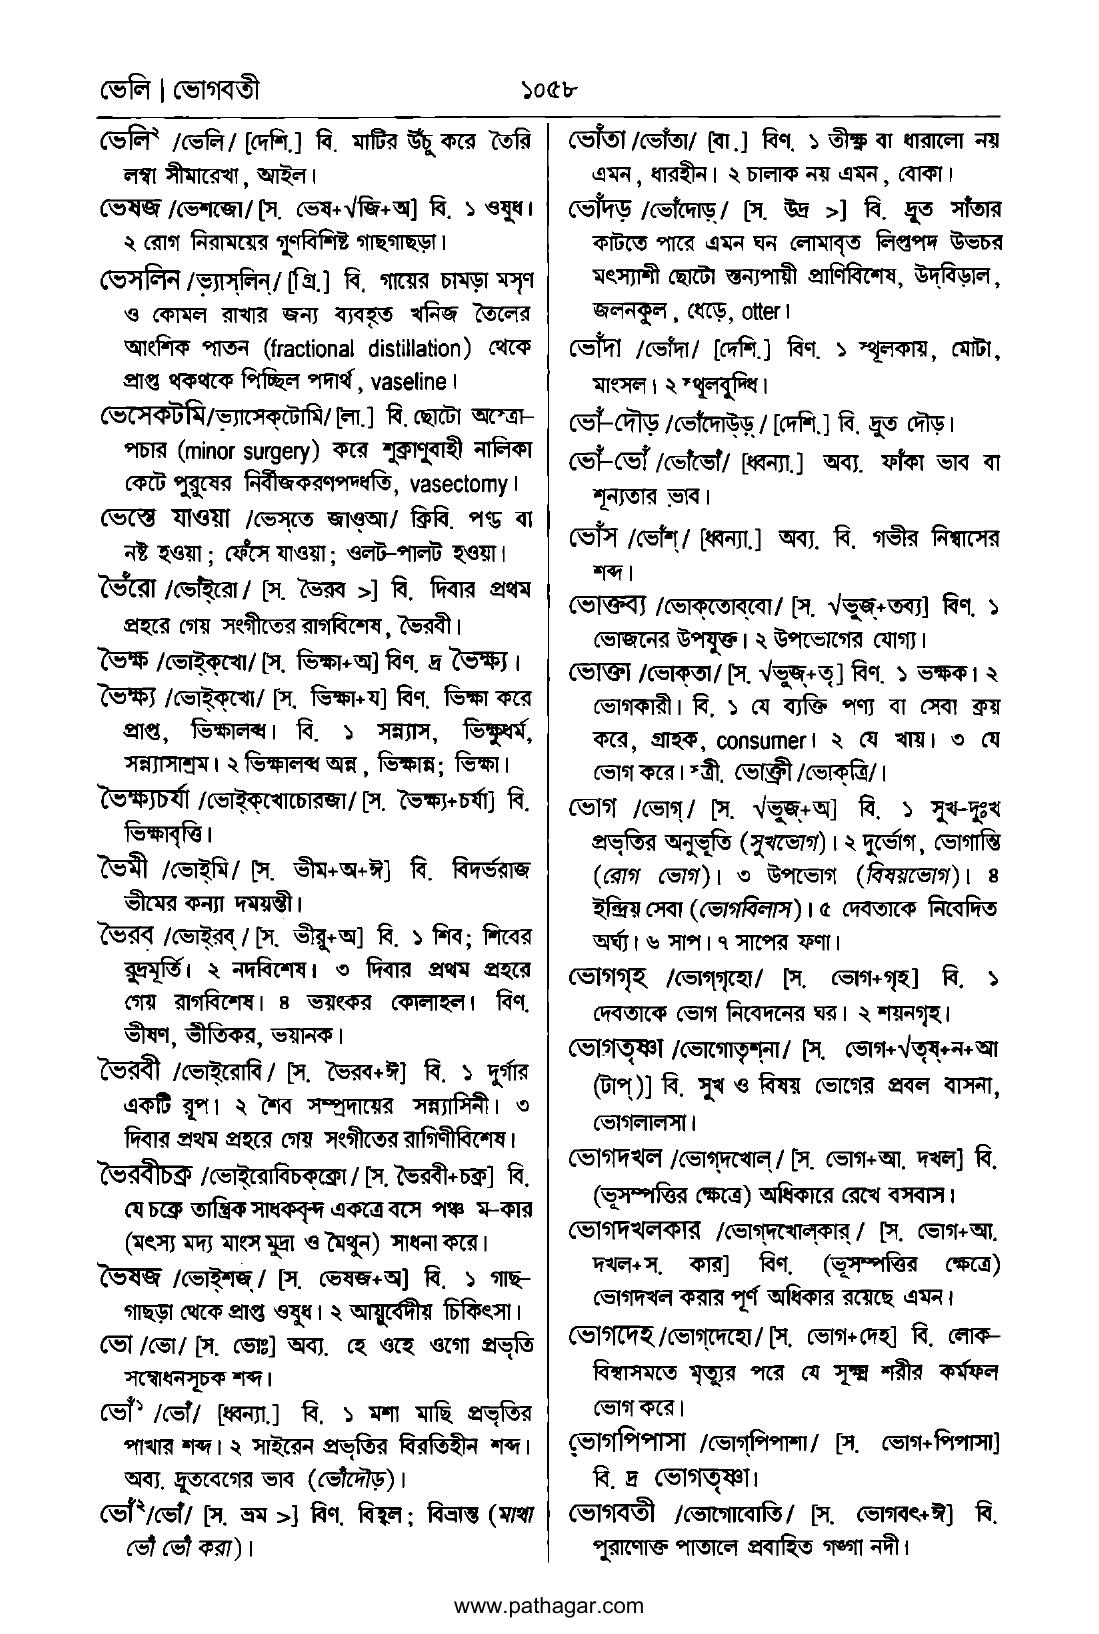 ভেলি | ভোগবতী
১০৫৮
ভেলি² /ভেলি/ [দেশি.] বি. মাটির উঁচু করে তৈরি
লম্বা সীমারেখা, আইল।
ভেষজ /ভেশজো/ [স. ভেষ+√জি+অ] বি. ১ ওষুধ।
২ রোগ নিরাময়ের গুণবিশিষ্ট গাছগাছড়া।
ভেসলিন /ভ্যাস্‌লিন্‌/ [গ্রি.] বি. গায়ের চামড়া মসৃণ
ও কোমল রাখার জন্য ব্যবহৃত খনিজ তৈলের
আংশিক পাতন (fractional distillation) থেকে
প্রাপ্ত থকথকে পিচ্ছিল পদার্থ, vaseline।
ভেসেকটমি/ভ্যাসেক্‌টোমি/ [লা.] বি. ছোটো অস্ত্রো-
পচার (minor surgery) করে শুক্রাণুবাহী নালিকা
কেটে পুরুষের নির্বীজকরণপদ্ধতি, vasectomy।
ভেস্তে যাওয়া /ভেস্‌তে জাওআ/ ক্রিবি. পণ্ড বা
নষ্ট হওয়া; ফেঁসে যাওয়া; ওলট-পালট হওয়া।
ভৈঁরো /ভোঁই্‌রো/ [স. ভৈরব >] বি. দিবার প্রথম
প্রহরে গেয় সংগীতের রাগবিশেষ, ভৈরবী।
ভৈক্ষ /ভোই্‌ক্‌খো/ [স. ভিক্ষা+অ] বিণ. দ্র ভৈক্ষ্য।
ভৈক্ষ্য /ভোই্‌ক্‌খো/ [স. ভিক্ষা+য] বিণ. ভিক্ষা করে
প্রাপ্ত, ভিক্ষালব্ধ। বি. ১ সন্ন্যাস, ভিক্ষুধর্ম,
সন্ন্যাসাশ্রম। ২ ভিক্ষালব্ধ অন্ন, ভিক্ষান্ন; ভিক্ষা।
ভৈক্ষ্যচর্যা /ভোই্‌ক্‌খোচোরজা/ [স. ভৈক্ষ্য+চর্যা] বি.
ভিক্ষাবৃত্তি।
ভৈমী /ভোই্‌মি/ [স. ভীম+অ+ঈ] বি. বিদর্ভরাজ
ভীমের কন্যা দময়ন্তী।
ভৈরব /ভোই্‌রব্‌/ [স. ভীরু+অ] বি. ১ শিব; শিবের
রুদ্রমূর্তি। ২ নদবিশেষ। ৩ দিবার প্রথম প্রহরে
গেয় রাগবিশেষ। ৪ ভয়ংকর কোলাহল। বিণ.
ভীষণ, ভীতিকর, ভয়ানক।
ভৈরবী /ভোই্‌রোবি/ [স. ভৈরব+ঈ] বি. ১ দুর্গার
একটি রূপ। ২ শৈব সম্প্রদায়ের সন্ন্যাসিনী। ৩
দিবার প্রথম প্রহরে গেয় সংগীতের রাগিণীবিশেষ।
ভৈরবীচক্র /ভোই্‌রোবিচক্‌ক্রো/ [স. ভৈরবী+চক্র] বি.
যে চক্রে তান্ত্রিক সাধকবৃন্দ একত্রে বসে পঞ্চ ম-কার
(মৎস্য মদ্য মাংস মুদ্রা ও মৈথুন) সাধনা করে।
ভৈষজ /ভোই্‌শজ্‌/ [স. ভেষজ+অ] বি. ১ গাছ-
গাছড়া থেকে প্রাপ্ত ওষুধ। ২ আয়ুর্বেদীয় চিকিৎসা।
ভো /ভো/ [স. ভোঃ] অব্য. হে ওহে ওগো প্রভৃতি
সম্বোধনসূচক শব্দ।
ভোঁ¹ /ভোঁ/ [ধ্বন্যা.] বি. ১ মশা মাছি প্রভৃতির
পাখার শব্দ। ২ সাইরেন প্রভৃতির বিরতিহীন শব্দ।
অব্য. দ্রুতবেগের ভাব (ভোঁদৌড়)।
ভোঁ²/ভোঁ/ [স. ভ্রম >] বিণ. বিহ্বল; বিভ্রান্ত (মাথা
ভোঁ ভোঁ করা)।
ভোঁতা /ভোঁতা/ [বা.] বিণ. ১ তীক্ষ্ণ বা ধারালো নয়
এমন, ধারহীন। ২ চালাক নয় এমন, বোকা।
ভোঁদড় /ভোঁদোড়্‌/ [স. উদ্র >] বি. দ্রুত সাঁতার
কাটতে পারে এমন ঘন লোমাবৃত লিপ্তপদ উভচর
মৎস্যাশী ছোটো স্তন্যপায়ী প্রাণিবিশেষ, উদ্‌বিড়াল,
জলনকুল, ধেড়ে, otter।
ভোঁদা /ভোঁদা/ [দেশি.] বিণ. ১ স্থূলকায়, মোটা,
মাংসল। ২ স্থূলবুদ্ধি।
ভোঁ-দৌড় /ভোঁদোউ্‌ড়্‌/ [দেশি.] বি. দ্রুত দৌড়।
ভোঁ-ভোঁ /ভোঁভোঁ/ [ধ্বন্যা.] অব্য. ফাঁকা ভাব বা
শূন্যতার ভাব।
ভোঁস /ভোঁশ্‌/ [ধ্বন্যা.] অব্য. বি. গভীর নিশ্বাসের
শব্দ।
ভোক্তব্য /ভোক্‌তোব্‌বো/ [স. √ভুজ্‌+তব্য] বিণ. ১
ভোজনের উপযুক্ত। ২ উপভোগের যোগ্য।
ভোক্তা /ভোক্‌তা/ [স. √ভুজ্‌+তৃ] বিণ. ১ ভক্ষক। ২
ভোগকারী। বি. ১ যে ব্যক্তি পণ্য বা সেবা ক্রয়
করে, গ্রাহক, consumer। ২ যে খায়। ৩ যে
ভোগ করে। স্ত্রী. ভোক্ত্রী /ভোক্‌ত্রি/।
ভোগ /ভোগ্‌/ [স. √ভুজ্‌+অ] বি. ১ সুখ-দুঃখ
প্রভৃতির অনুভূতি (সুখভোগ)। ২ দুর্ভোগ, ভোগান্তি
(রোগ ভোগ)। ৩ উপভোগ (বিষয়ভোগ)। ৪
ইন্দ্রিয় সেবা (ভোগবিলাস)। ৫ দেবতাকে নিবেদিত
অর্ঘ্য। ৬ সাপ। ৭ সাপের ফণা।
ভোগগৃহ /ভোগ্‌গৃহো/ [স. ভোগ+গৃহ] বি. ১
দেবতাকে ভোগ নিবেদনের ঘর। ২ শয়নগৃহ।
ভোগতৃষ্ণা /ভোগোতৃশ্‌না/ [স. ভোগ+√তৃষ্‌+ন+আ
(টাপ্‌)] বি. সুখ ও বিষয় ভোগের প্রবল বাসনা,
ভোগলালসা।
ভোগদখল /ভোগ্‌দখোল্‌/ [স. ভোগ+আ. দখল] বি.
(ভূসম্পত্তির ক্ষেত্রে) অধিকারে রেখে বসবাস।
ভোগদখলকার /ভোগ্‌দখোল্‌কার্‌/ [স. ভোগ+আ.
দখল+স. কার] বিণ. (ভূসম্পত্তির ক্ষেত্রে)
ভোগদখল করার পূর্ণ অধিকার রয়েছে এমন।
ভোগদেহ /ভোগ্‌দেহো/ [স. ভোগ+দেহ] বি. লোক-
বিশ্বাসমতে মৃত্যুর পরে যে সূক্ষ্ম শরীর কর্মফল
ভোগ করে।
ভোগপিপাসা /ভোগ্‌পিপাশা/ [স. ভোগ+পিপাসা]
বি. দ্র ভোগতৃষ্ণা।
ভোগবতী /ভোগোবোতি/ [স. ভোগবৎ+ঈ] বি.
পুরাণোক্ত পাতালে প্রবাহিত গঙ্গা নদী।
www.pathagar.com